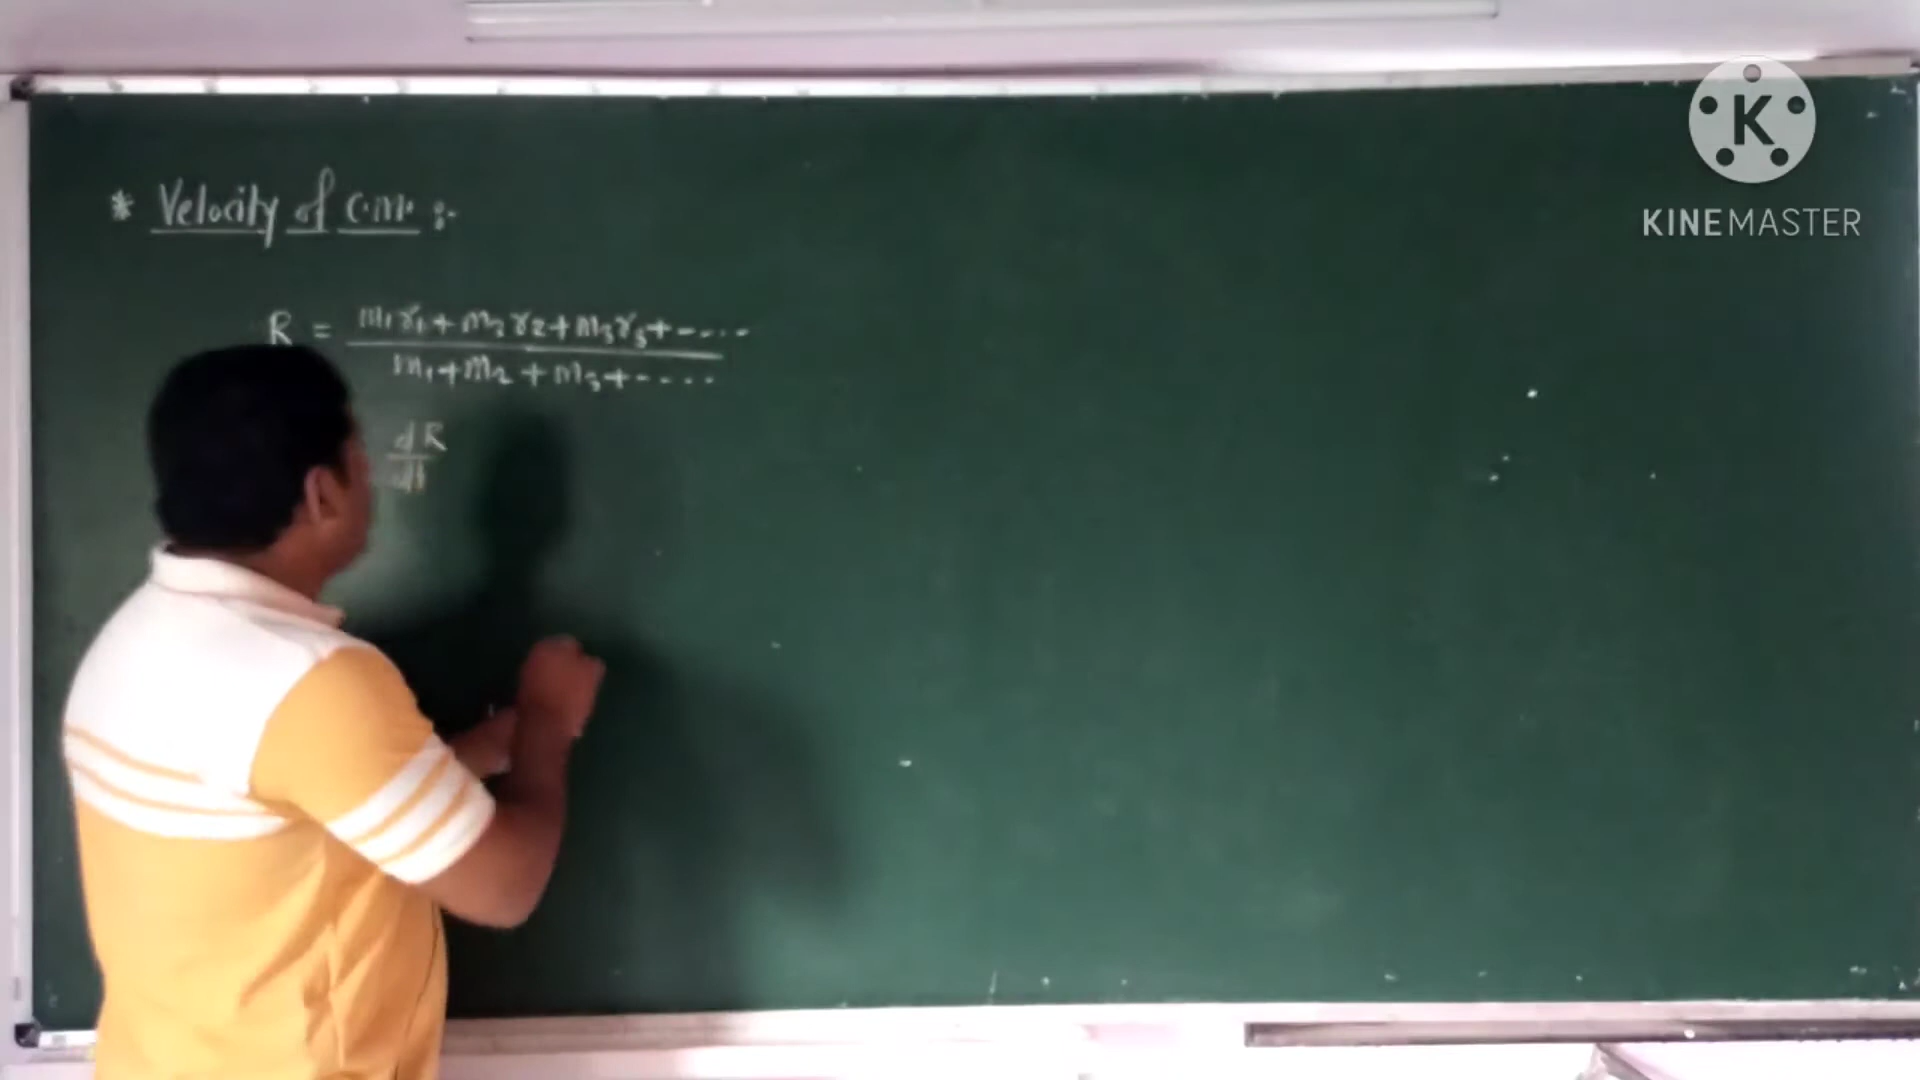 * Velocity of C.M. :-
R = m₁r₁ + m₂r₂ + m₃r₃ + -....
m₁ + m₂ + m₃ + -....
dR
dt
K
KINEMASTER